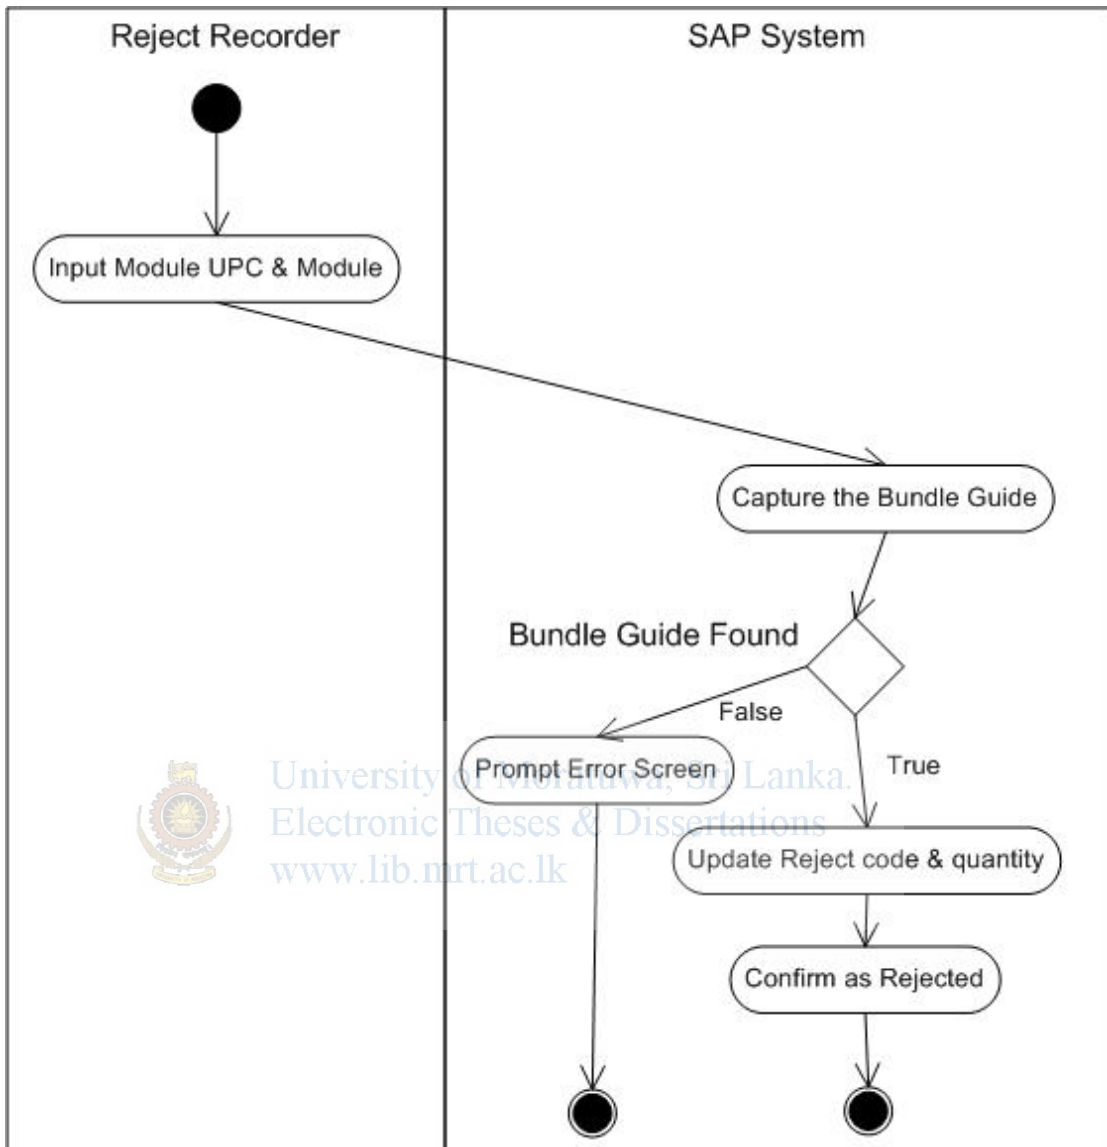 Reject Recorder
SAP System
Input Module UPC & Module
Capture the Bundle Guide
Bundle Guide Found
False
True
Prompt Error Screen
University of Moratuwa, Sri Lanka.
Electronic Theses & Dissertations
www.lib.mrt.ac.lk
Update Reject code & quantity
Confirm as Rejected